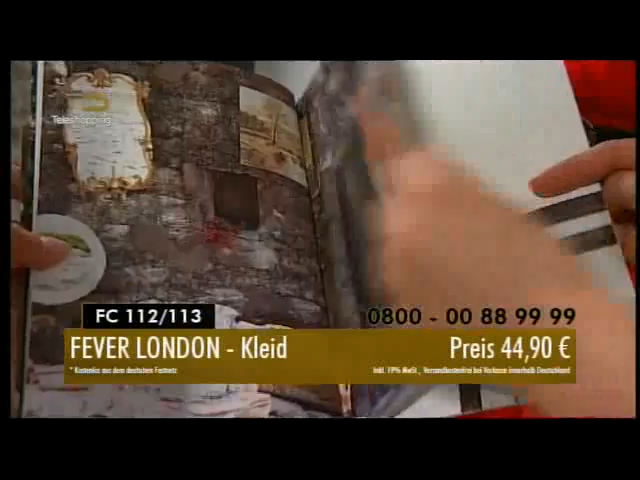 Teleshopping
FC 112/113
0800 - 00 88 99 99
FEVER LONDON - Kleid
Preis 44,90 €
* Kostenlos aus dem deutschen Festnetz
Inkl. 19% MwSt., Versandkostenfrei bei Vorkasse innerhalb Deutschland